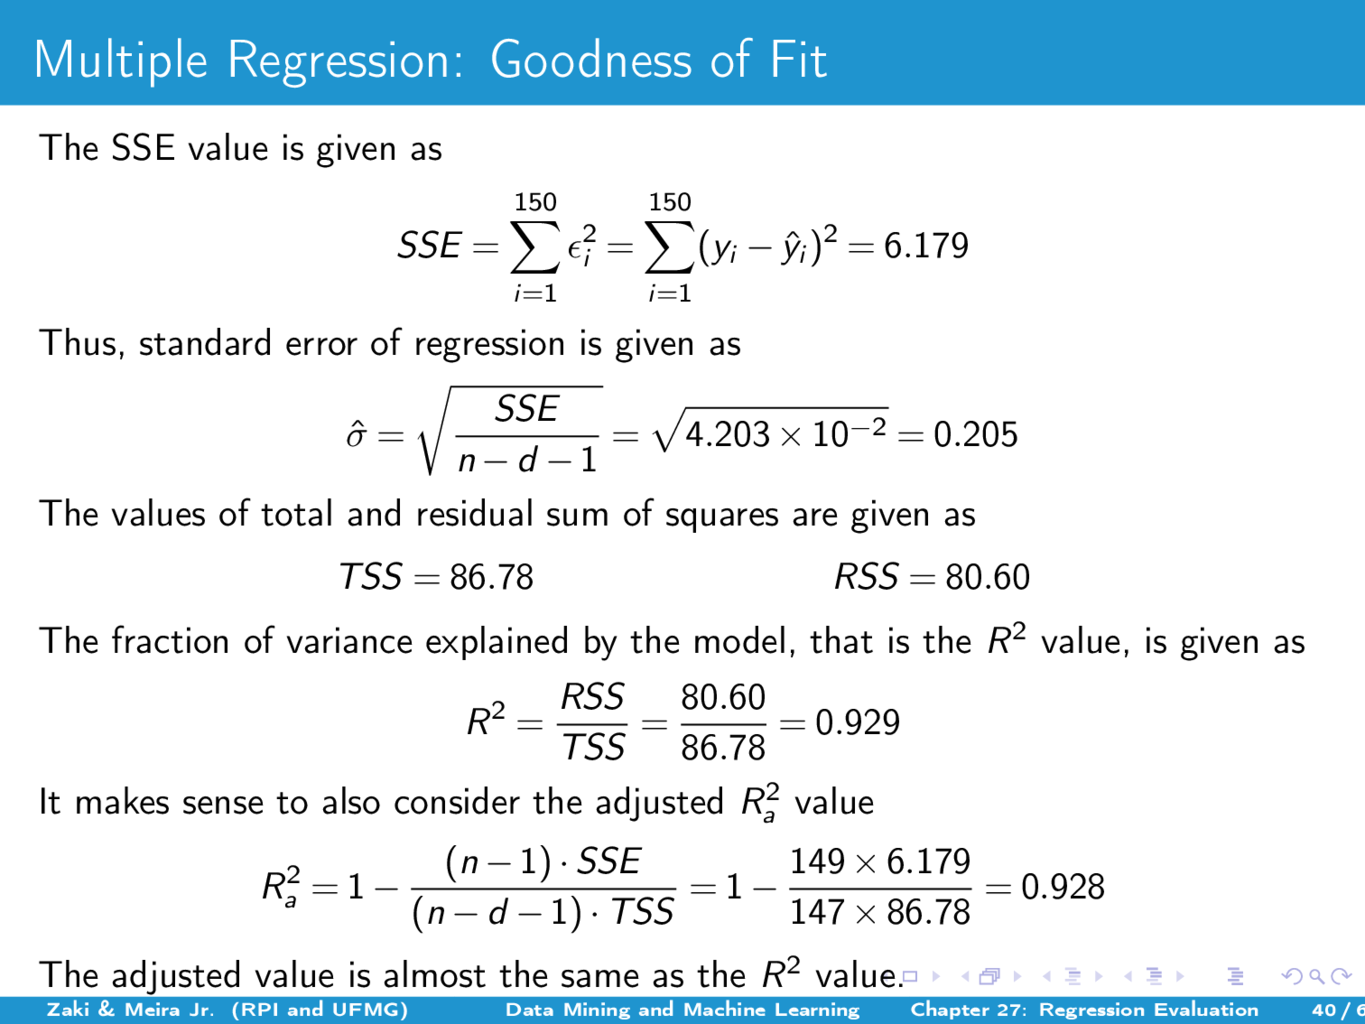 Multiple Regression: Goodness of Fit
The SSE value is given as
SSE = ∑_{i=1}^{150} ϵ_i^2 = ∑_{i=1}^{150} (y_i − ŷ_i)^2 = 6.179
Thus, standard error of regression is given as
σ̂ = √(SSE / (n − d − 1)) = √(4.203 × 10^{−2}) = 0.205
The values of total and residual sum of squares are given as
TSS = 86.78 RSS = 80.60
The fraction of variance explained by the model, that is the R^2 value, is given as
R^2 = RSS / TSS = 80.60 / 86.78 = 0.929
It makes sense to also consider the adjusted R_a^2 value
R_a^2 = 1 − ((n − 1) · SSE) / ((n − d − 1) · TSS) = 1 − (149 × 6.179) / (147 × 86.78) = 0.928
The adjusted value is almost the same as the R^2 value.
Zaki & Meira Jr. (RPI and UFMG) Data Mining and Machine Learning Chapter 27: Regression Evaluation 40 / 6